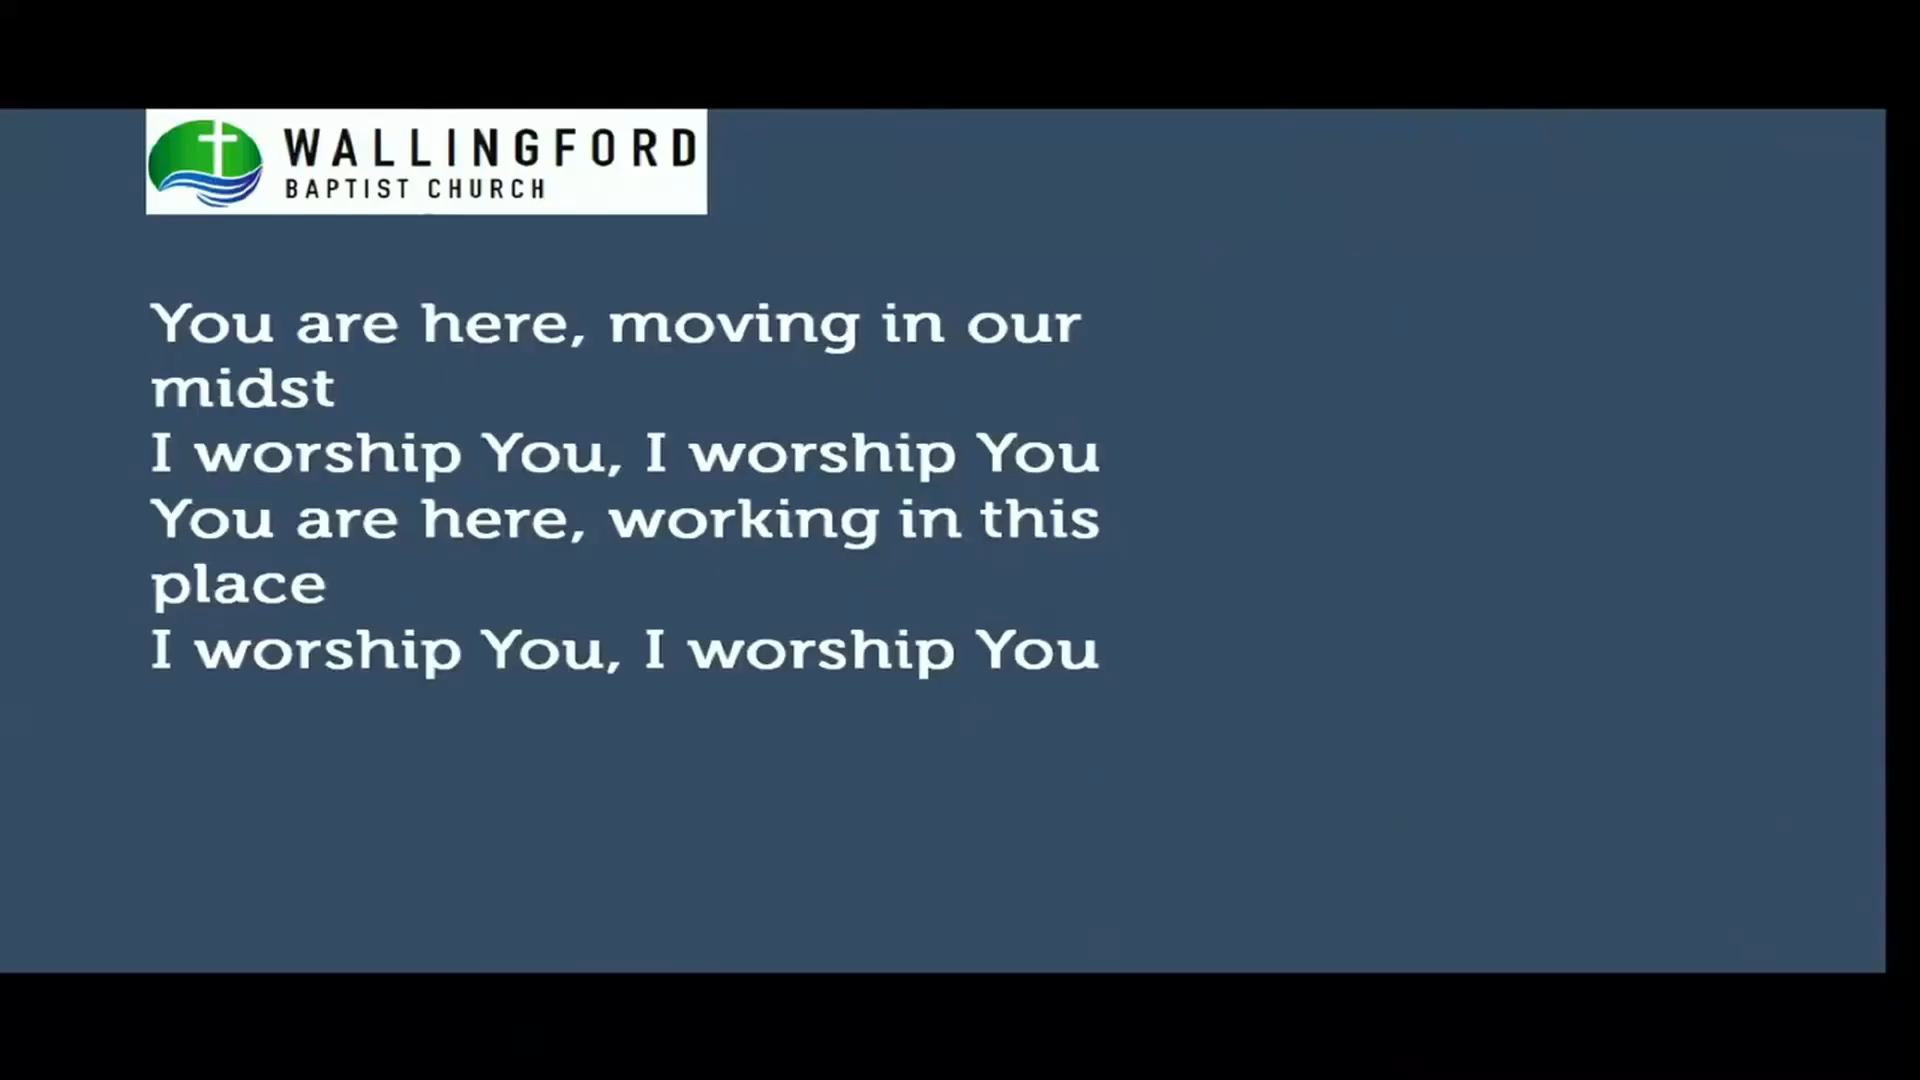 WALLINGFORD
BAPTIST CHURCH
You are here, moving in our
midst
I worship You, I worship You
You are here, working in this
place
I worship You, I worship You